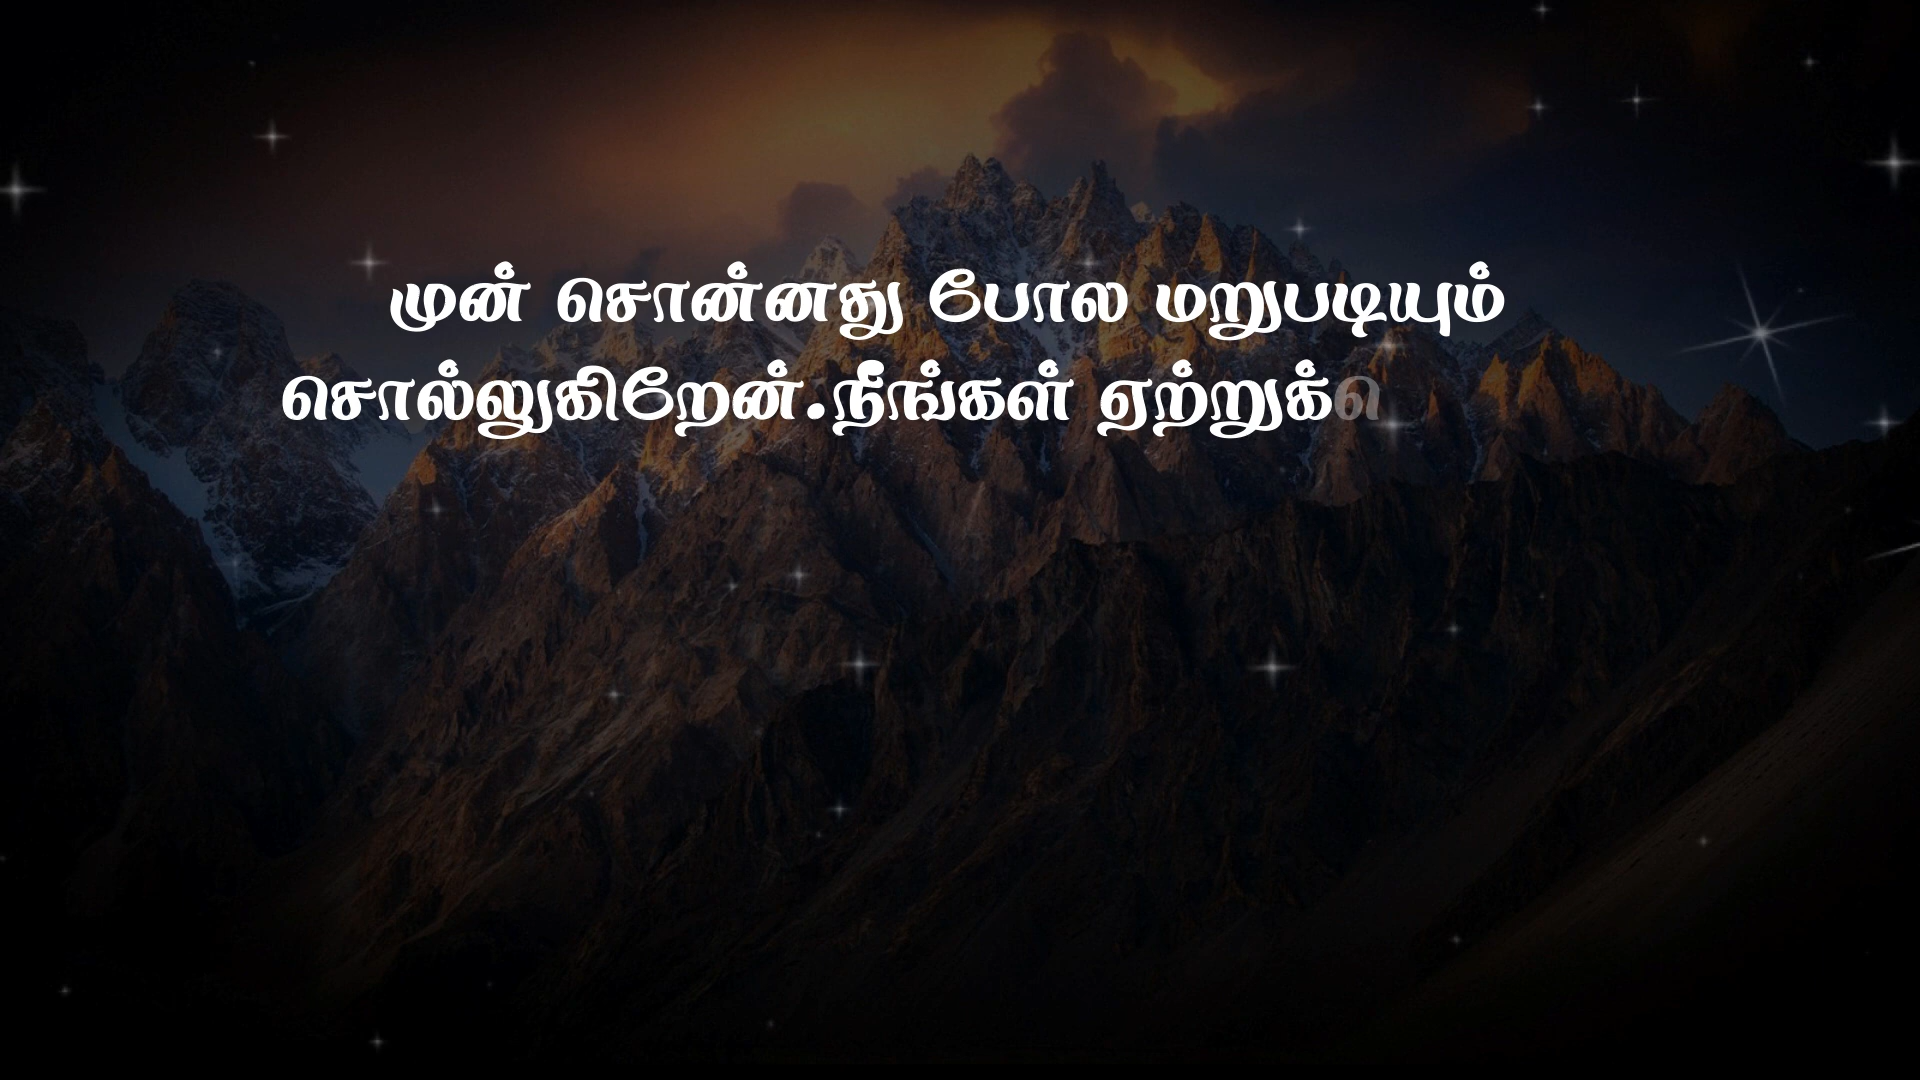 முன் சொன்னது போல மறுபடியும்
சொல்லுகிறேன்.நீங்கள் ஏற்றுக்